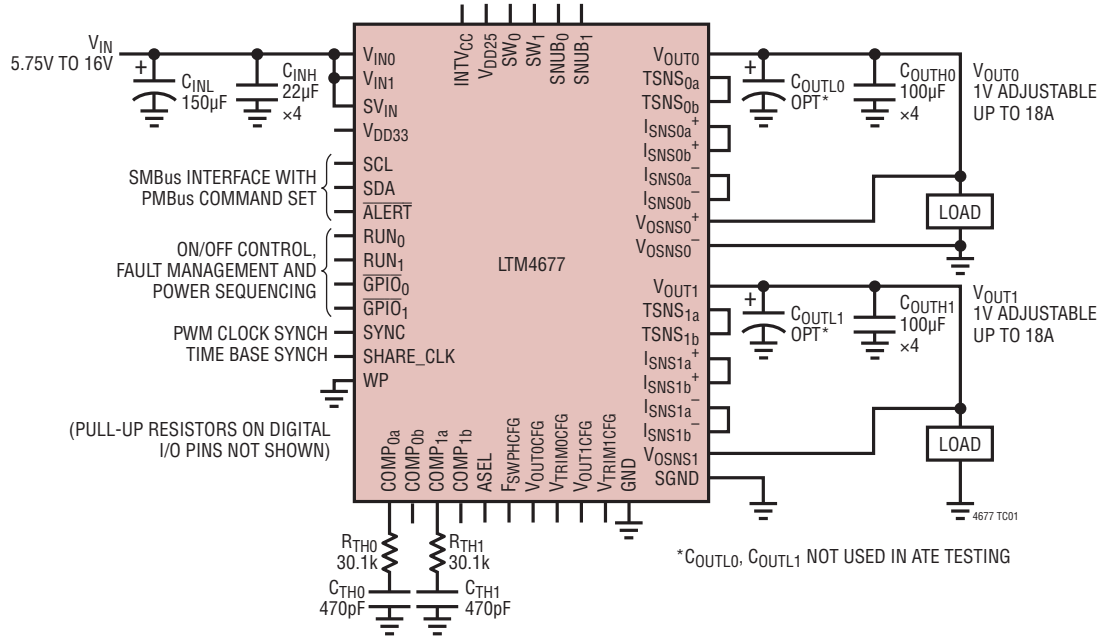 INTVCC
VDD25
SW0
SW1
SNUB0
SNUB1
VIN
5.75V TO 16V
+
CINL
150µF
CINH
22µF
×4
VIN0
VIN1
SVIN
VDD33
SMBus INTERFACE WITH
PMBus COMMAND SET
SCL
SDA
ALERT
ON/OFF CONTROL,
FAULT MANAGEMENT AND
POWER SEQUENCING
RUN0
RUN1
GPIO0
GPIO1
PWM CLOCK SYNCH
SYNC
TIME BASE SYNCH
SHARE_CLK
WP
(PULL-UP RESISTORS ON DIGITAL
I/O PINS NOT SHOWN)
LTM4677
VOUT0
TSNS0a
TSNS0b
ISNS0a+
ISNS0b+
ISNS0a–
ISNS0b–
VOSNS0+
VOSNS0–
VOUT1
TSNS1a
TSNS1b
ISNS1a+
ISNS1b+
ISNS1a–
ISNS1b–
VOSNS1
SGND
+
COUTL0
OPT*
COUTH0
100µF
×4
VOUT0
1V ADJUSTABLE
UP TO 18A
LOAD
+
COUTL1
OPT*
COUTH1
100µF
×4
VOUT1
1V ADJUSTABLE
UP TO 18A
LOAD
4677 TC01
COMP0a
COMP0b
COMP1a
COMP1b
ASEL
FSWPHCFG
VOUT0CFG
VTRIM0CFG
VOUT1CFG
VTRIM1CFG
GND
RTH0
30.1k
RTH1
30.1k
CTH0
470pF
CTH1
470pF
*COUTL0, COUTL1 NOT USED IN ATE TESTING